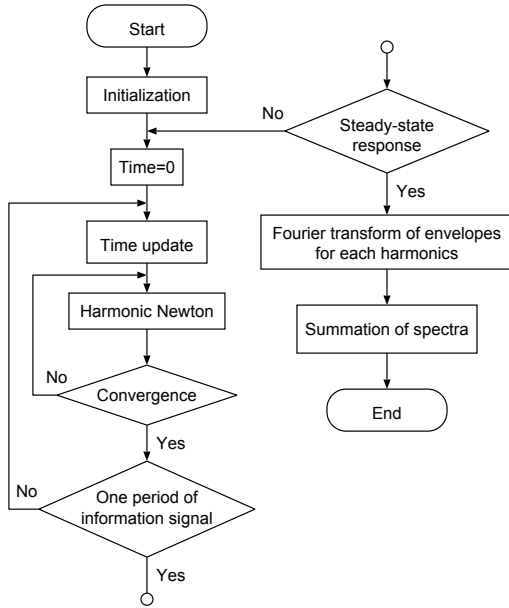 Start
Initialization
Time=0
Time update
Harmonic Newton
No
Convergence
Yes
No
One period of
information signal
Yes
No
Steady-state
response
Yes
Fourier transform of envelopes
for each harmonics
Summation of spectra
End